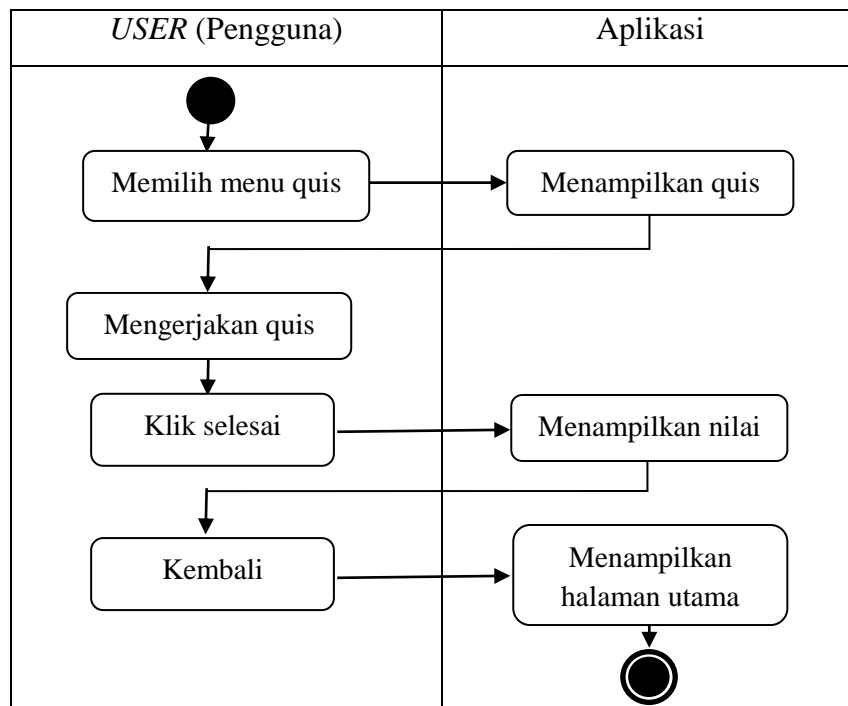 USER (Pengguna)
Aplikasi
Memilih menu quis
Menampilkan quis
Mengerjakan quis
Klik selesai
Menampilkan nilai
Kembali
Menampilkan
halaman utama